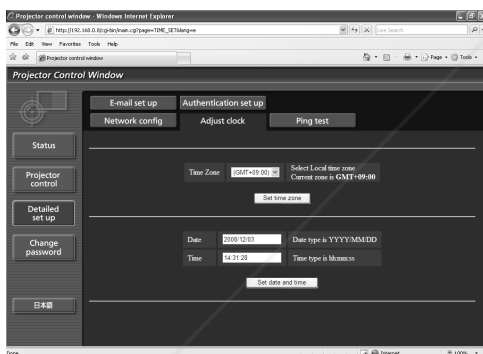 Projector control window - Windows Internet Explorer
http://192.168.0.8/cgi-bin/main.cgi?page=TIME_SET&lang=e
Live Search
File Edit View Favorites Tools Help
Projector control window
Page Tools
Projector Control Window
E-mail set up Authentication set up
Network config Adjust clock Ping test
Status
Projector control
Detailed set up
Change password
日本語
Time Zone (GMT+09:00) Select Local time zone
Current zone is GMT+09:00
Set time zone
Date 2008/12/03 Date type is YYYY/MM/DD
Time 14:31:28 Time type is hh:mm:ss
Set date and time
Done Internet 100%